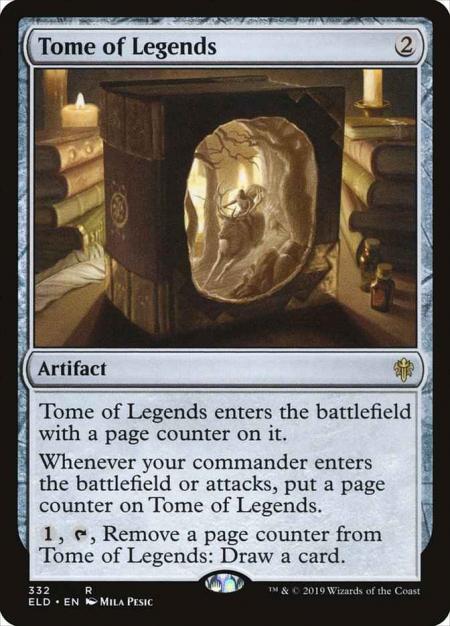 Tome of Legends 2
Artifact
Tome of Legends enters the battlefield
with a page counter on it.
Whenever your commander enters
the battlefield or attacks, put a page
counter on Tome of Legends.
1, , Remove a page counter from
Tome of Legends: Draw a card.
332 R
ELD • EN MILA PESIC
™ & © 2019 Wizards of the Coast